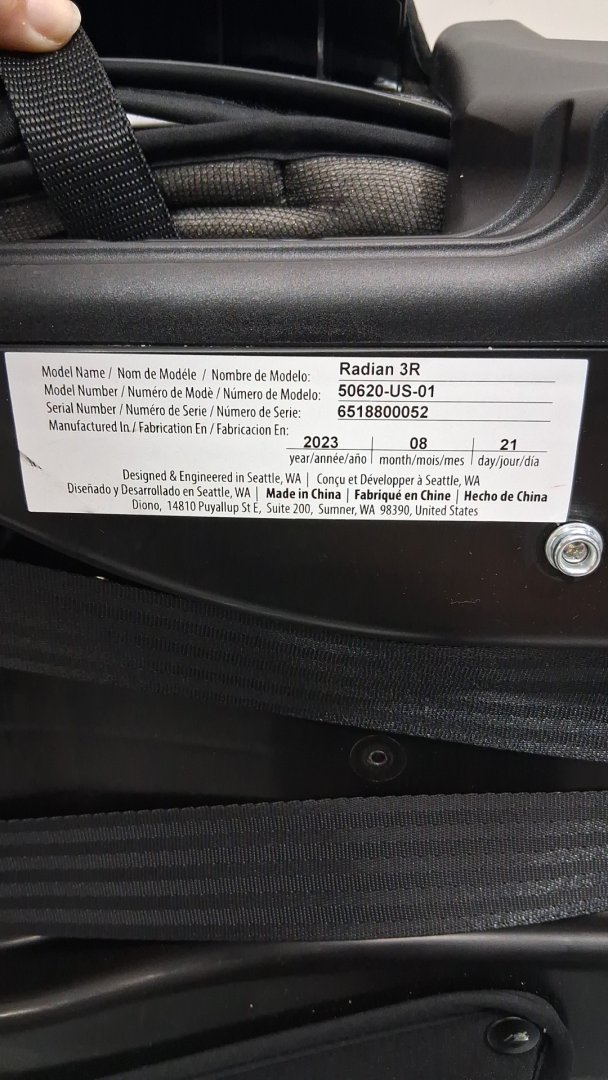 Model Name / Nom de Modéle / Nombre de Modelo: Radian 3R
Model Number / Numéro de Modè / Número de Modelo: 50620-US-01
Serial Number / Numéro de Serie / Número de Serie: 6518800052
Manufactured In / Fabrication En / Fabricacion En:
2023 08 21
year/année/año | month/mois/mes | day/jour/día
Designed & Engineered in Seattle, WA | Conçu et Développer à Seattle, WA
Diseñado y Desarrollado en Seattle, WA | Made in China | Fabriqué en Chine | Hecho de China
Diono, 14810 Puyallup St E, Suite 200, Sumner, WA 98390, United States